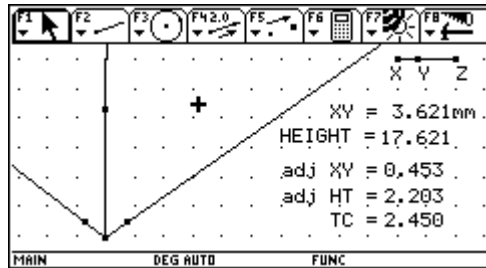 F1 F2 F3 F4 2.0 F5 F6 F7 F8
X Y Z
XY = 3.621mm
HEIGHT =17.621
adj XY =0.453
adj HT =2.203
TC =2.450
MAIN DEG AUTO FUNC